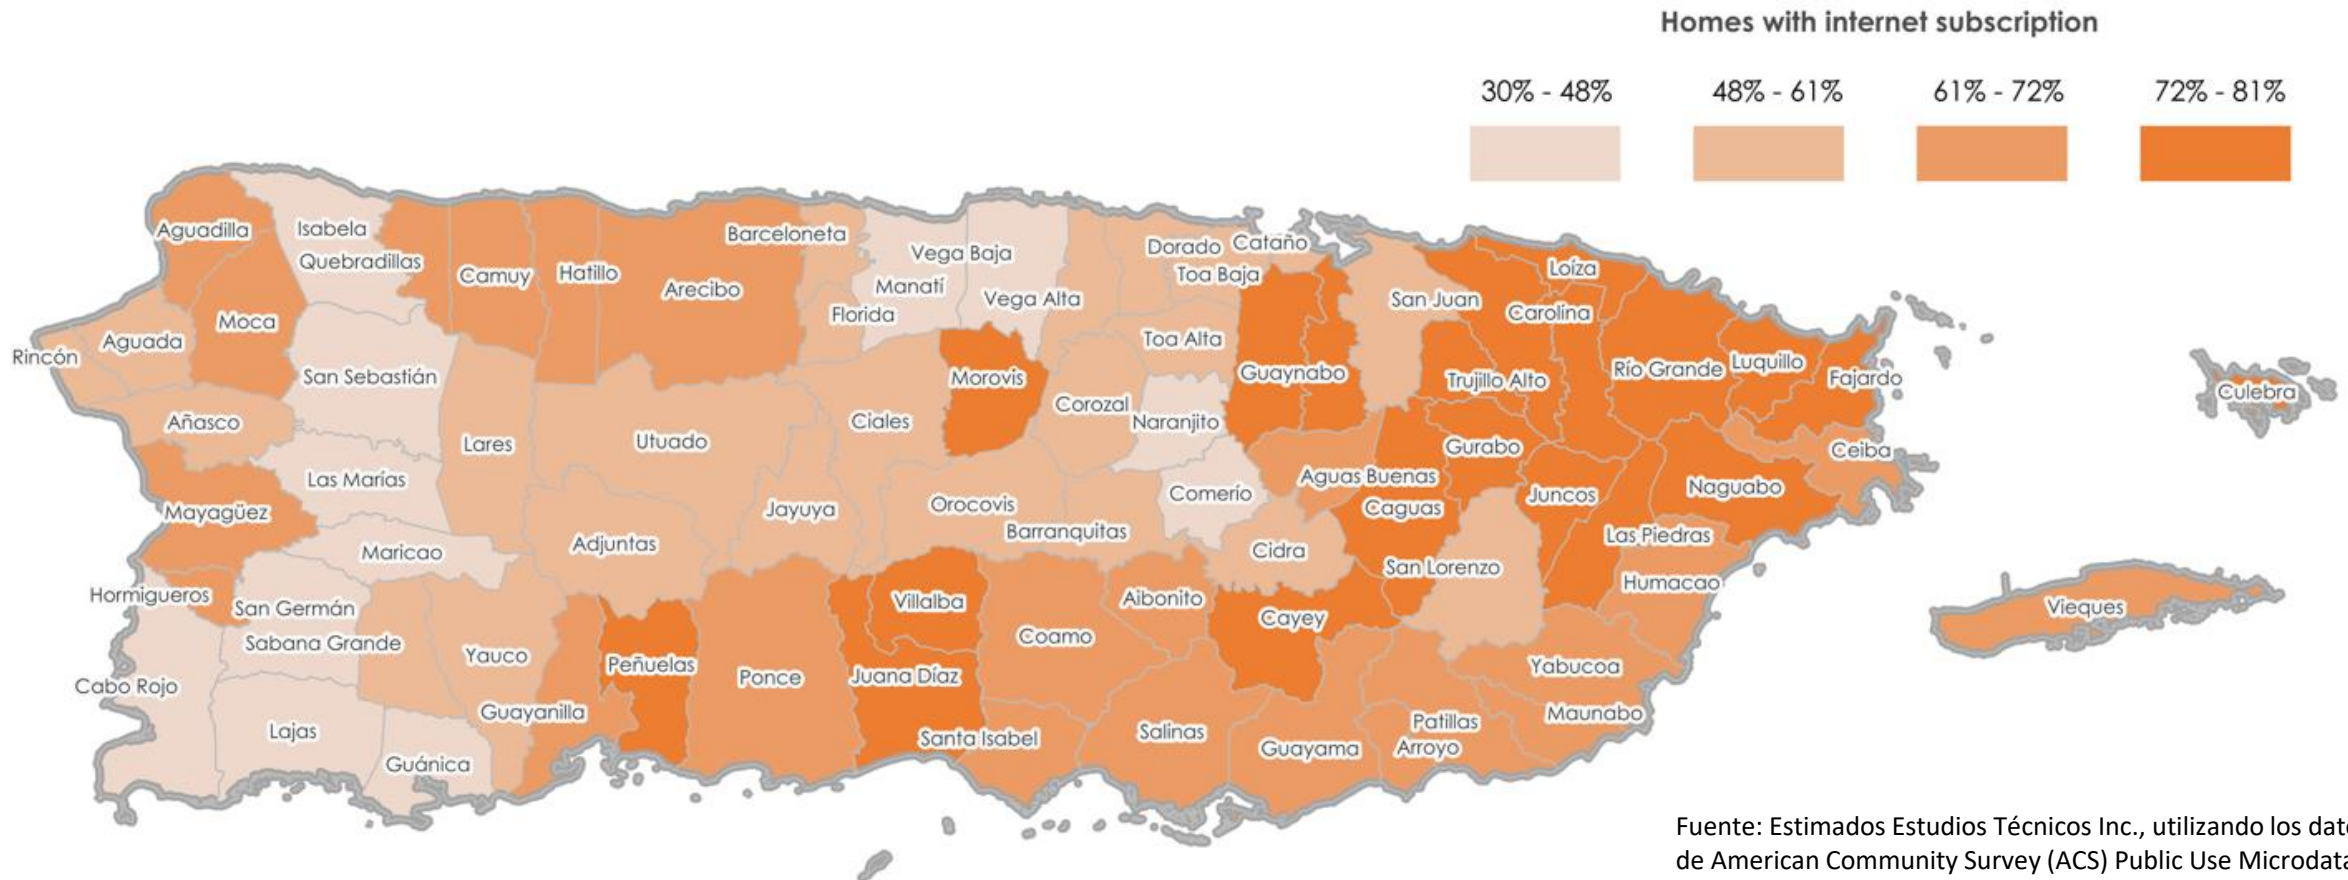 Homes with internet subscription
30% - 48%
48% - 61%
61% - 72%
72% - 81%
Aguadilla
Isabela
Quebradillas
Camuy
Hatillo
Arecibo
Barceloneta
Florida
Manatí
Vega Baja
Vega Alta
Dorado
Cataño
Toa Baja
Toa Alta
San Juan
Loíza
Carolina
Moca
Aguada
Rincón
San Sebastián
Añasco
Lares
Utuado
Ciales
Morovis
Corozal
Naranjito
Guaynabo
Trujillo Alto
Río Grande
Luquillo
Fajardo
Culebra
Ceiba
Las Marías
Mayagüez
Maricao
Adjuntas
Jayuya
Orocovis
Barranquitas
Comerío
Cidra
Aguas Buenas
Caguas
Gurabo
Juncos
Naguabo
Las Piedras
San Lorenzo
Humacao
Vieques
Hormigueros
San Germán
Sabana Grande
Yauco
Cabo Rojo
Lajas
Guánica
Guayanilla
Peñuelas
Ponce
Juana Díaz
Villalba
Coamo
Aibonito
Cayey
Santa Isabel
Salinas
Guayama
Patillas
Arroyo
Yabucoa
Maunabo
Fuente: Estimados Estudios Técnicos Inc., utilizando los dat
de American Community Survey (ACS) Public Use Microdata